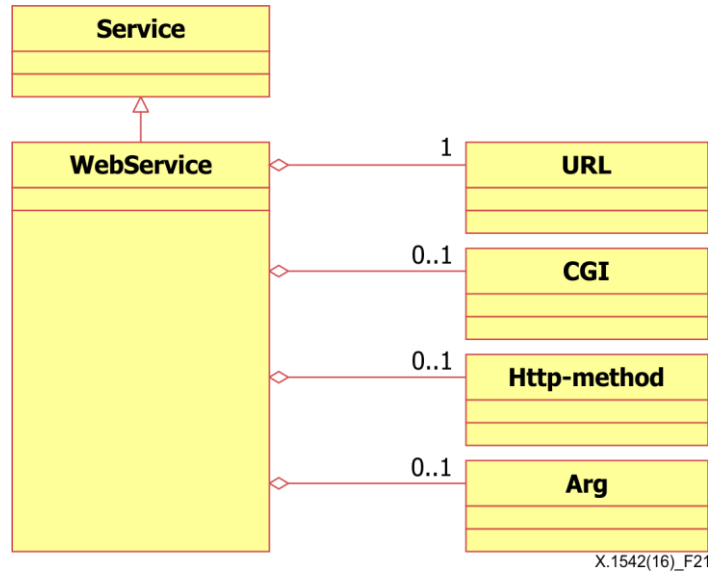 Service
WebService
1
URL
0..1
CGI
0..1
Http-method
0..1
Arg
X.1542(16)_F21